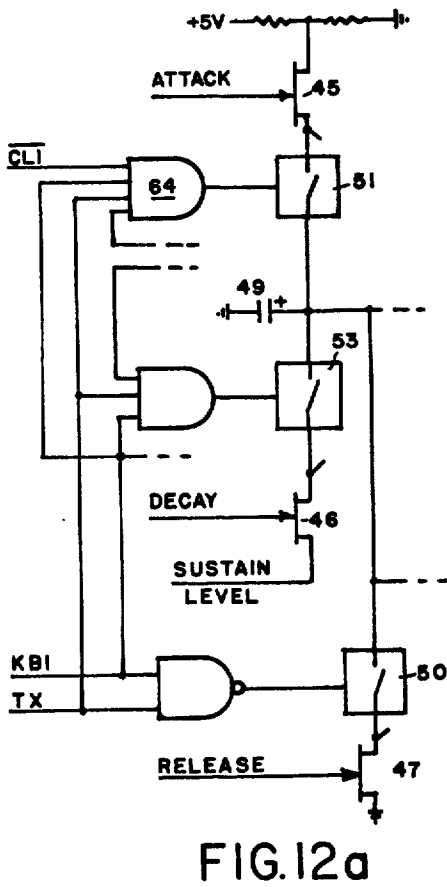 +5V
ATTACK
45
CL1
64
51
49
+
53
DECAY
46
SUSTAIN
LEVEL
KB1
TX
50
RELEASE
47
FIG.12a